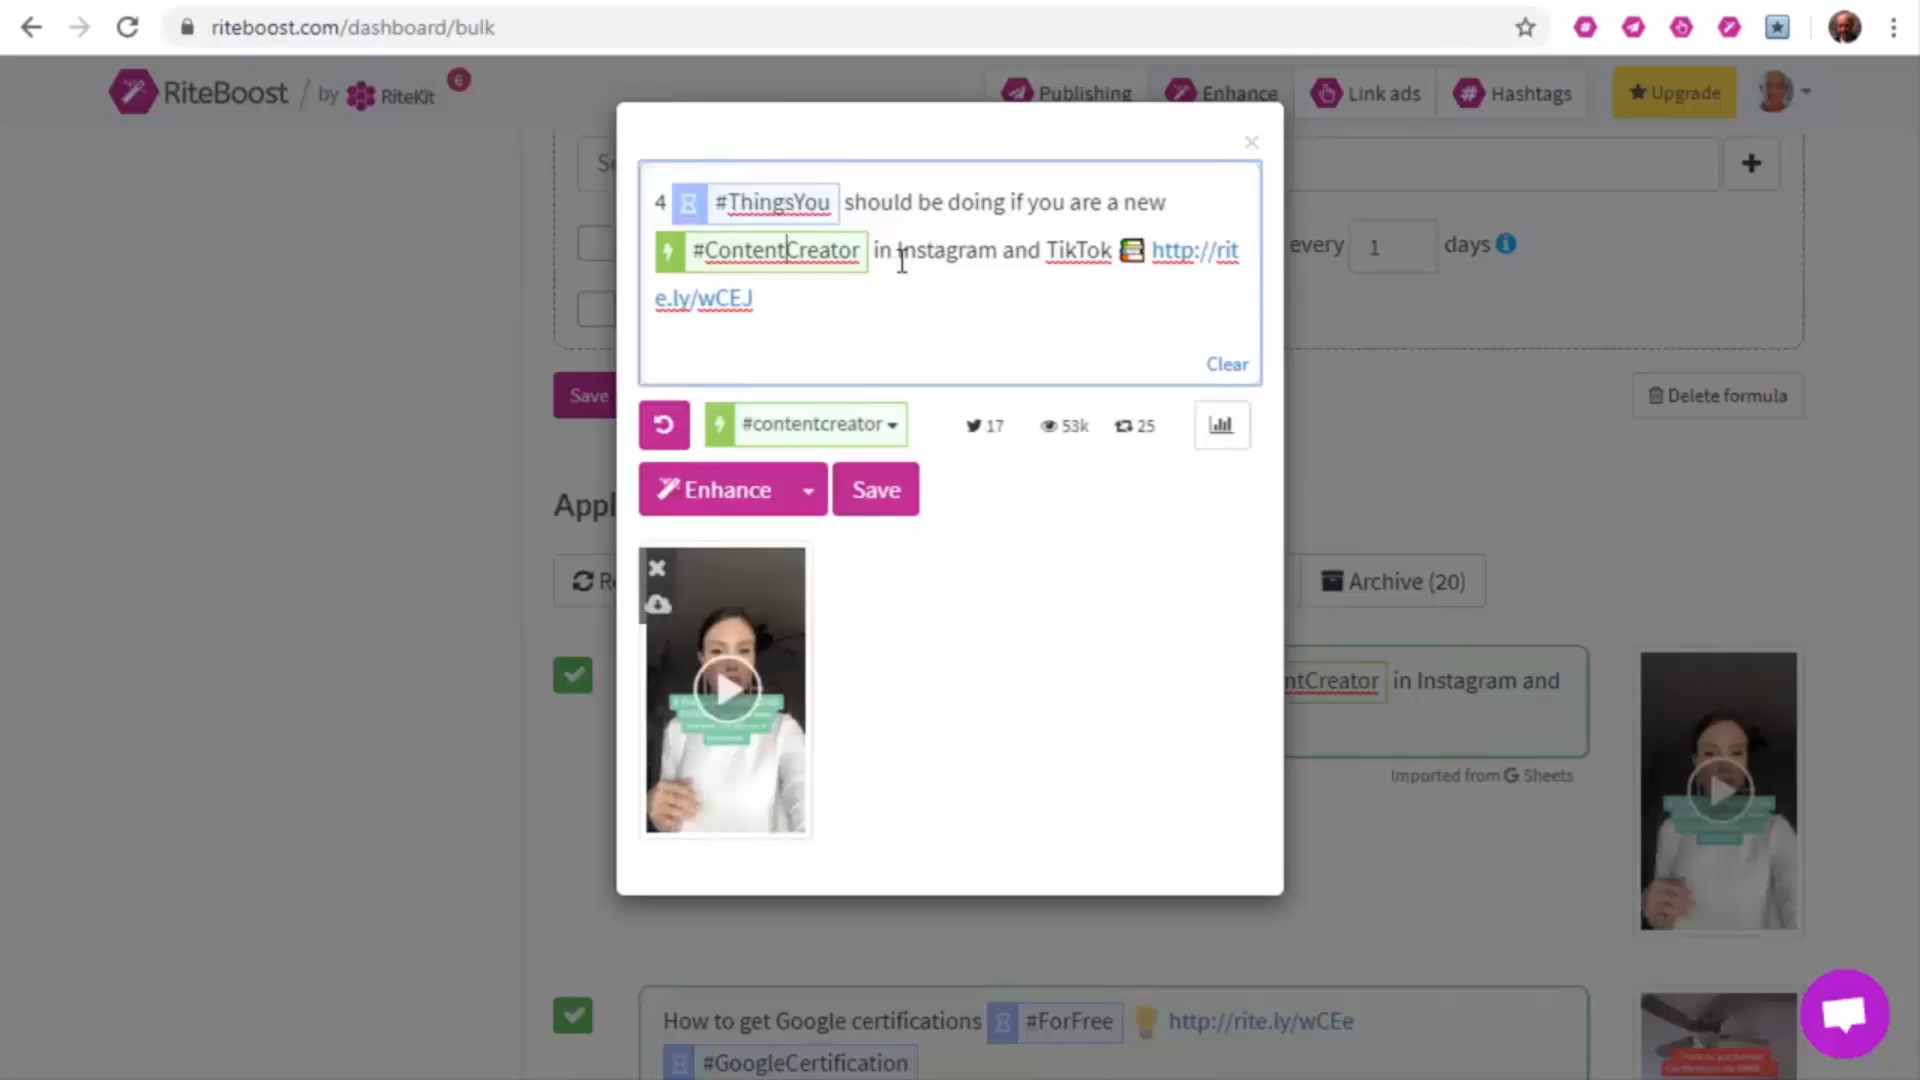 riteboost.com/dashboard/bulk
RiteBoost / by RiteKit 6
Publishing
Enhance
Link ads
Hashtags
Upgrade
4 #ThingsYou should be doing if you are a new
#ContentCreator in Instagram and TikTok http://rit
e.ly/wCEJ
Clear
every 1 days
Save
Delete formula
#contentcreator
17
53k
25
Enhance
Save
Appl
Archive (20)
ntCreator in Instagram and
Imported from G Sheets
How to get Google certifications #ForFree http://rite.ly/wCEe
#GoogleCertification